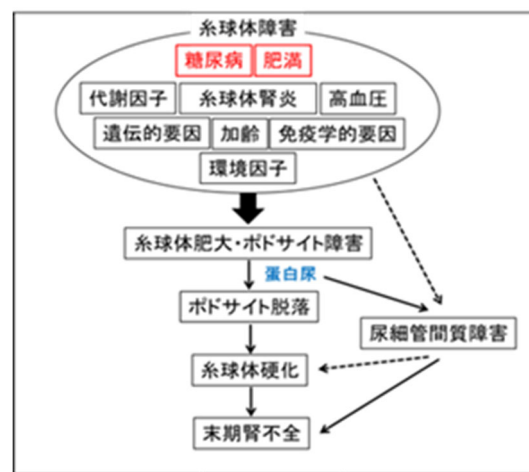 糸球体障害
糖尿病 肥満
代謝因子 糸球体腎炎 高血圧
遺伝的要因 加齢 免疫学的要因
環境因子
糸球体肥大・ポドサイト障害
蛋白尿
ポドサイト脱落
尿細管間質障害
糸球体硬化
末期腎不全